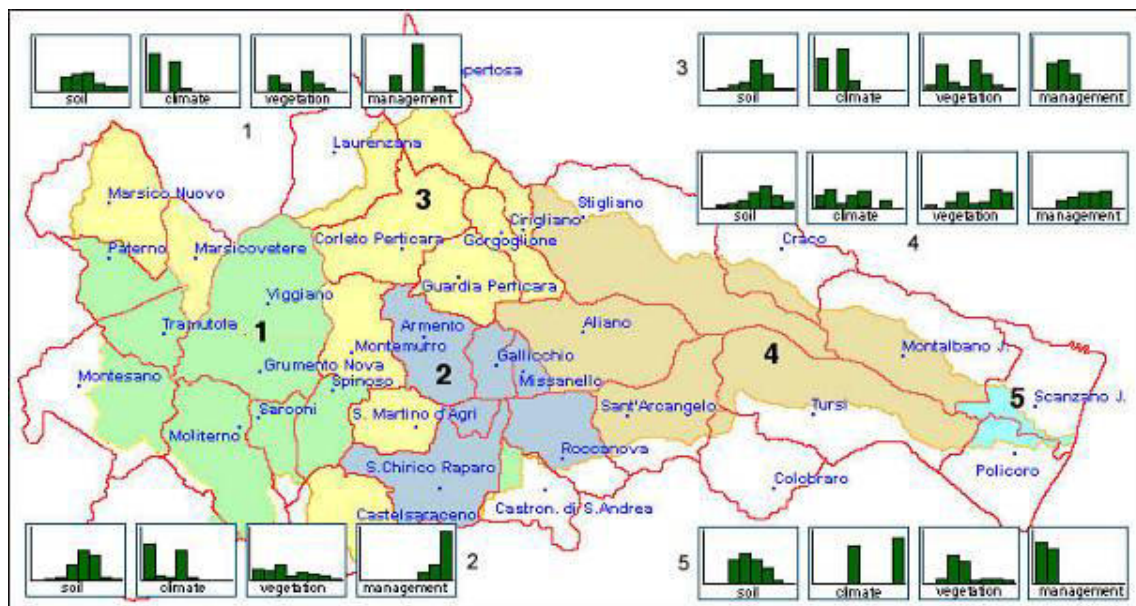 soil climate vegetation management
1
pertosa
3
soil climate vegetation management
Laurenzana
Marsico Nuovo
3
Cirigliano
Stigliano
soil climate vegetation management
4
Paterno
Marsicovetere
Corleto Perticara
Gorgoglione
Craco
Viggiano
Guardia Perticara
Tramutola
1
Armento
Aliano
Montemurro
Gallicchio
4
Montalbano J.
Montesano
Grumento Nova
2
Missanello
Spinoso
5
Scanzano J.
Sarconi
S. Martino d'Agri
Sant'Arcangelo
Tursi
Moliterno
Roccanova
Policoro
S.Chirico Raparo
Colobraro
Castelsaraceno
Castron. di S.Andrea
soil climate vegetation management
2
5
soil climate vegetation management